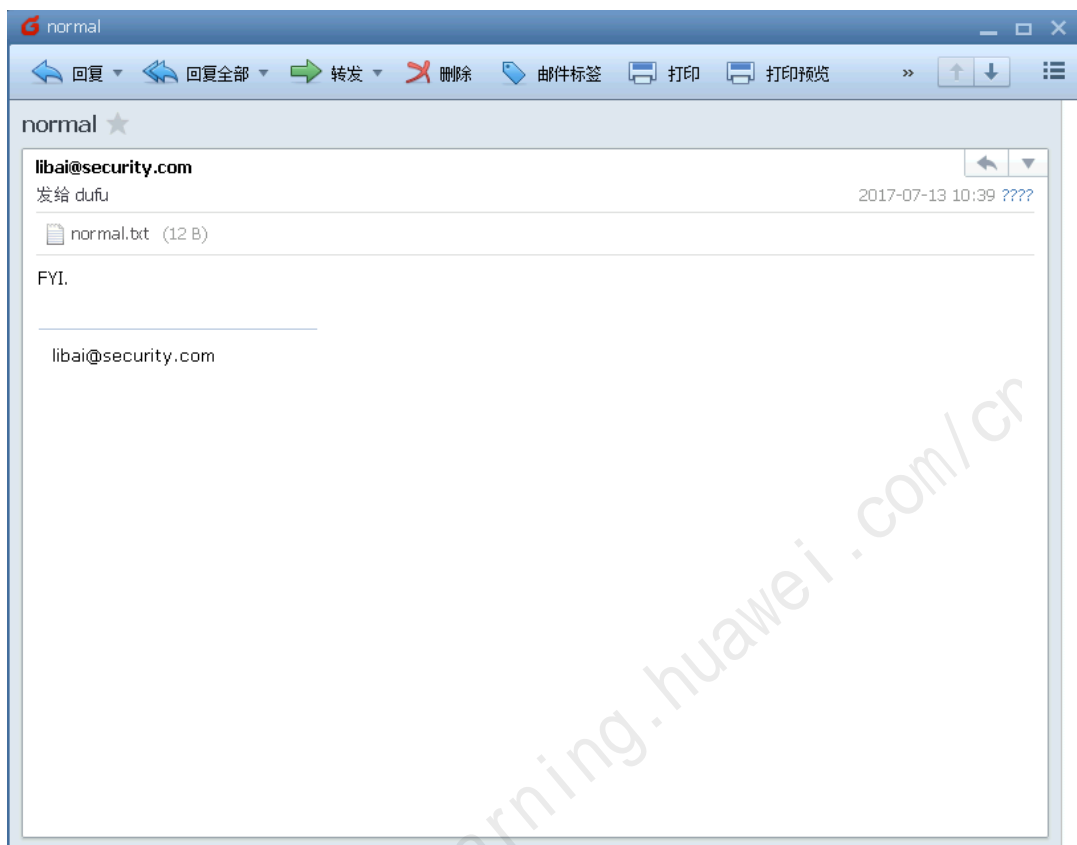 normal
回复 回复全部 转发 删除 邮件标签 打印 打印预览 »
normal
libai@security.com
发给 dufu
2017-07-13 10:39 ????
normal.txt (12 B)
FYI.
libai@security.com
rning.huawei.com/cn